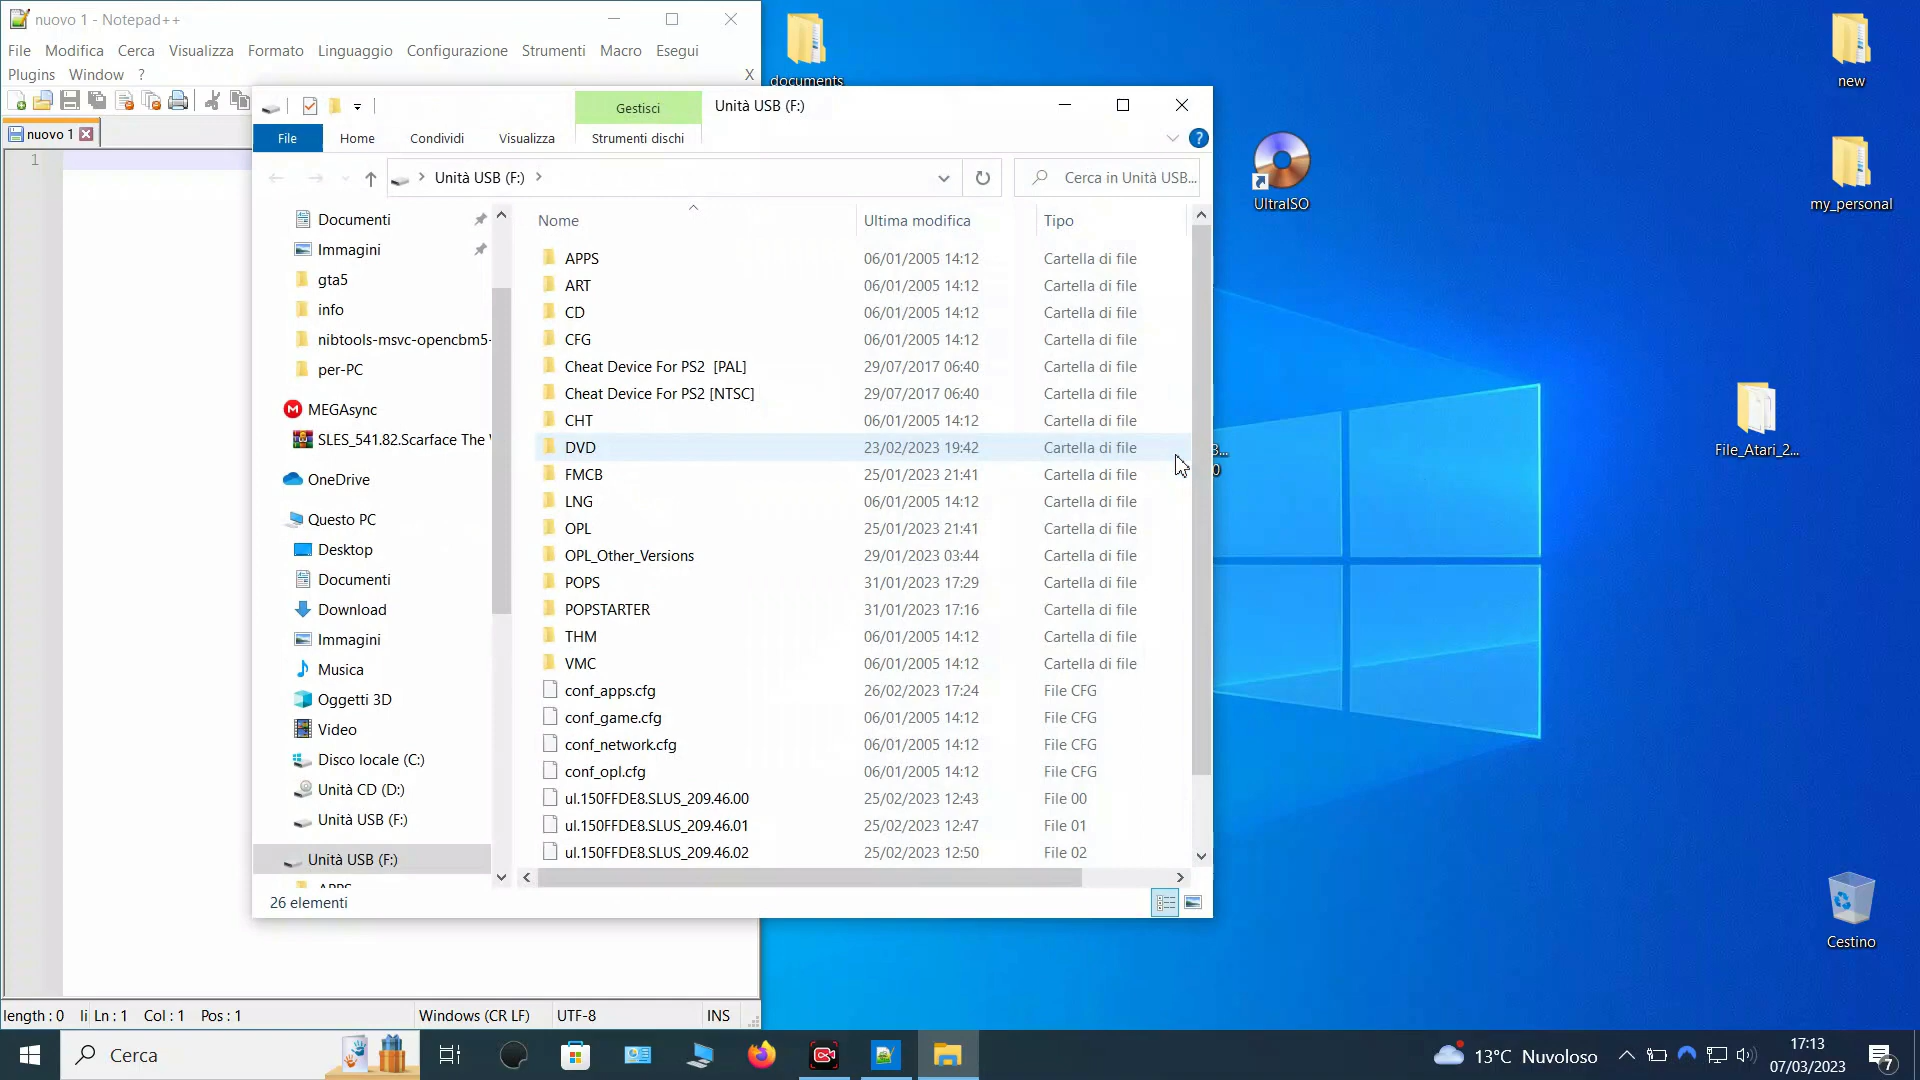 nuovo 1 - Notepad++
File Modifica Cerca Visualizza Formato Linguaggio Configurazione Strumenti Macro Esegui
Plugins Window ? X
nuovo 1
1
Gestisci
Unità USB (F:)
File Home Condividi Visualizza Strumenti dischi
Unità USB (F:)
Cerca in Unità USB...
Documenti
Immagini
gta5
info
nibtools-msvc-opencbm5-
per-PC
MEGAsync
SLES_541.82.Scarface The
OneDrive
Questo PC
Desktop
Documenti
Download
Immagini
Musica
Oggetti 3D
Video
Disco locale (C:)
Unità CD (D:)
Unità USB (F:)
Unità USB (F:)
APPS
Nome Ultima modifica Tipo
APPS 06/01/2005 14:12 Cartella di file
ART 06/01/2005 14:12 Cartella di file
CD 06/01/2005 14:12 Cartella di file
CFG 06/01/2005 14:12 Cartella di file
Cheat Device For PS2  [PAL] 29/07/2017 06:40 Cartella di file
Cheat Device For PS2 [NTSC] 29/07/2017 06:40 Cartella di file
CHT 06/01/2005 14:12 Cartella di file
DVD 23/02/2023 19:42 Cartella di file
FMCB 25/01/2023 21:41 Cartella di file
LNG 06/01/2005 14:12 Cartella di file
OPL 25/01/2023 21:41 Cartella di file
OPL_Other_Versions 29/01/2023 03:44 Cartella di file
POPS 31/01/2023 17:29 Cartella di file
POPSTARTER 31/01/2023 17:16 Cartella di file
THM 06/01/2005 14:12 Cartella di file
VMC 06/01/2005 14:12 Cartella di file
conf_apps.cfg 26/02/2023 17:24 File CFG
conf_game.cfg 06/01/2005 14:12 File CFG
conf_network.cfg 06/01/2005 14:12 File CFG
conf_opl.cfg 06/01/2005 14:12 File CFG
ul.150FFDE8.SLUS_209.46.00 25/02/2023 12:43 File 00
ul.150FFDE8.SLUS_209.46.01 25/02/2023 12:47 File 01
ul.150FFDE8.SLUS_209.46.02 25/02/2023 12:50 File 02
26 elementi
documents
new
UltraISO
my_personal
File_Atari_2...
Cestino
length : 0 Ln : 1 Col : 1 Pos : 1 Windows (CR LF) UTF-8 INS
Cerca
13°C Nuvoloso
17:13
07/03/2023
7